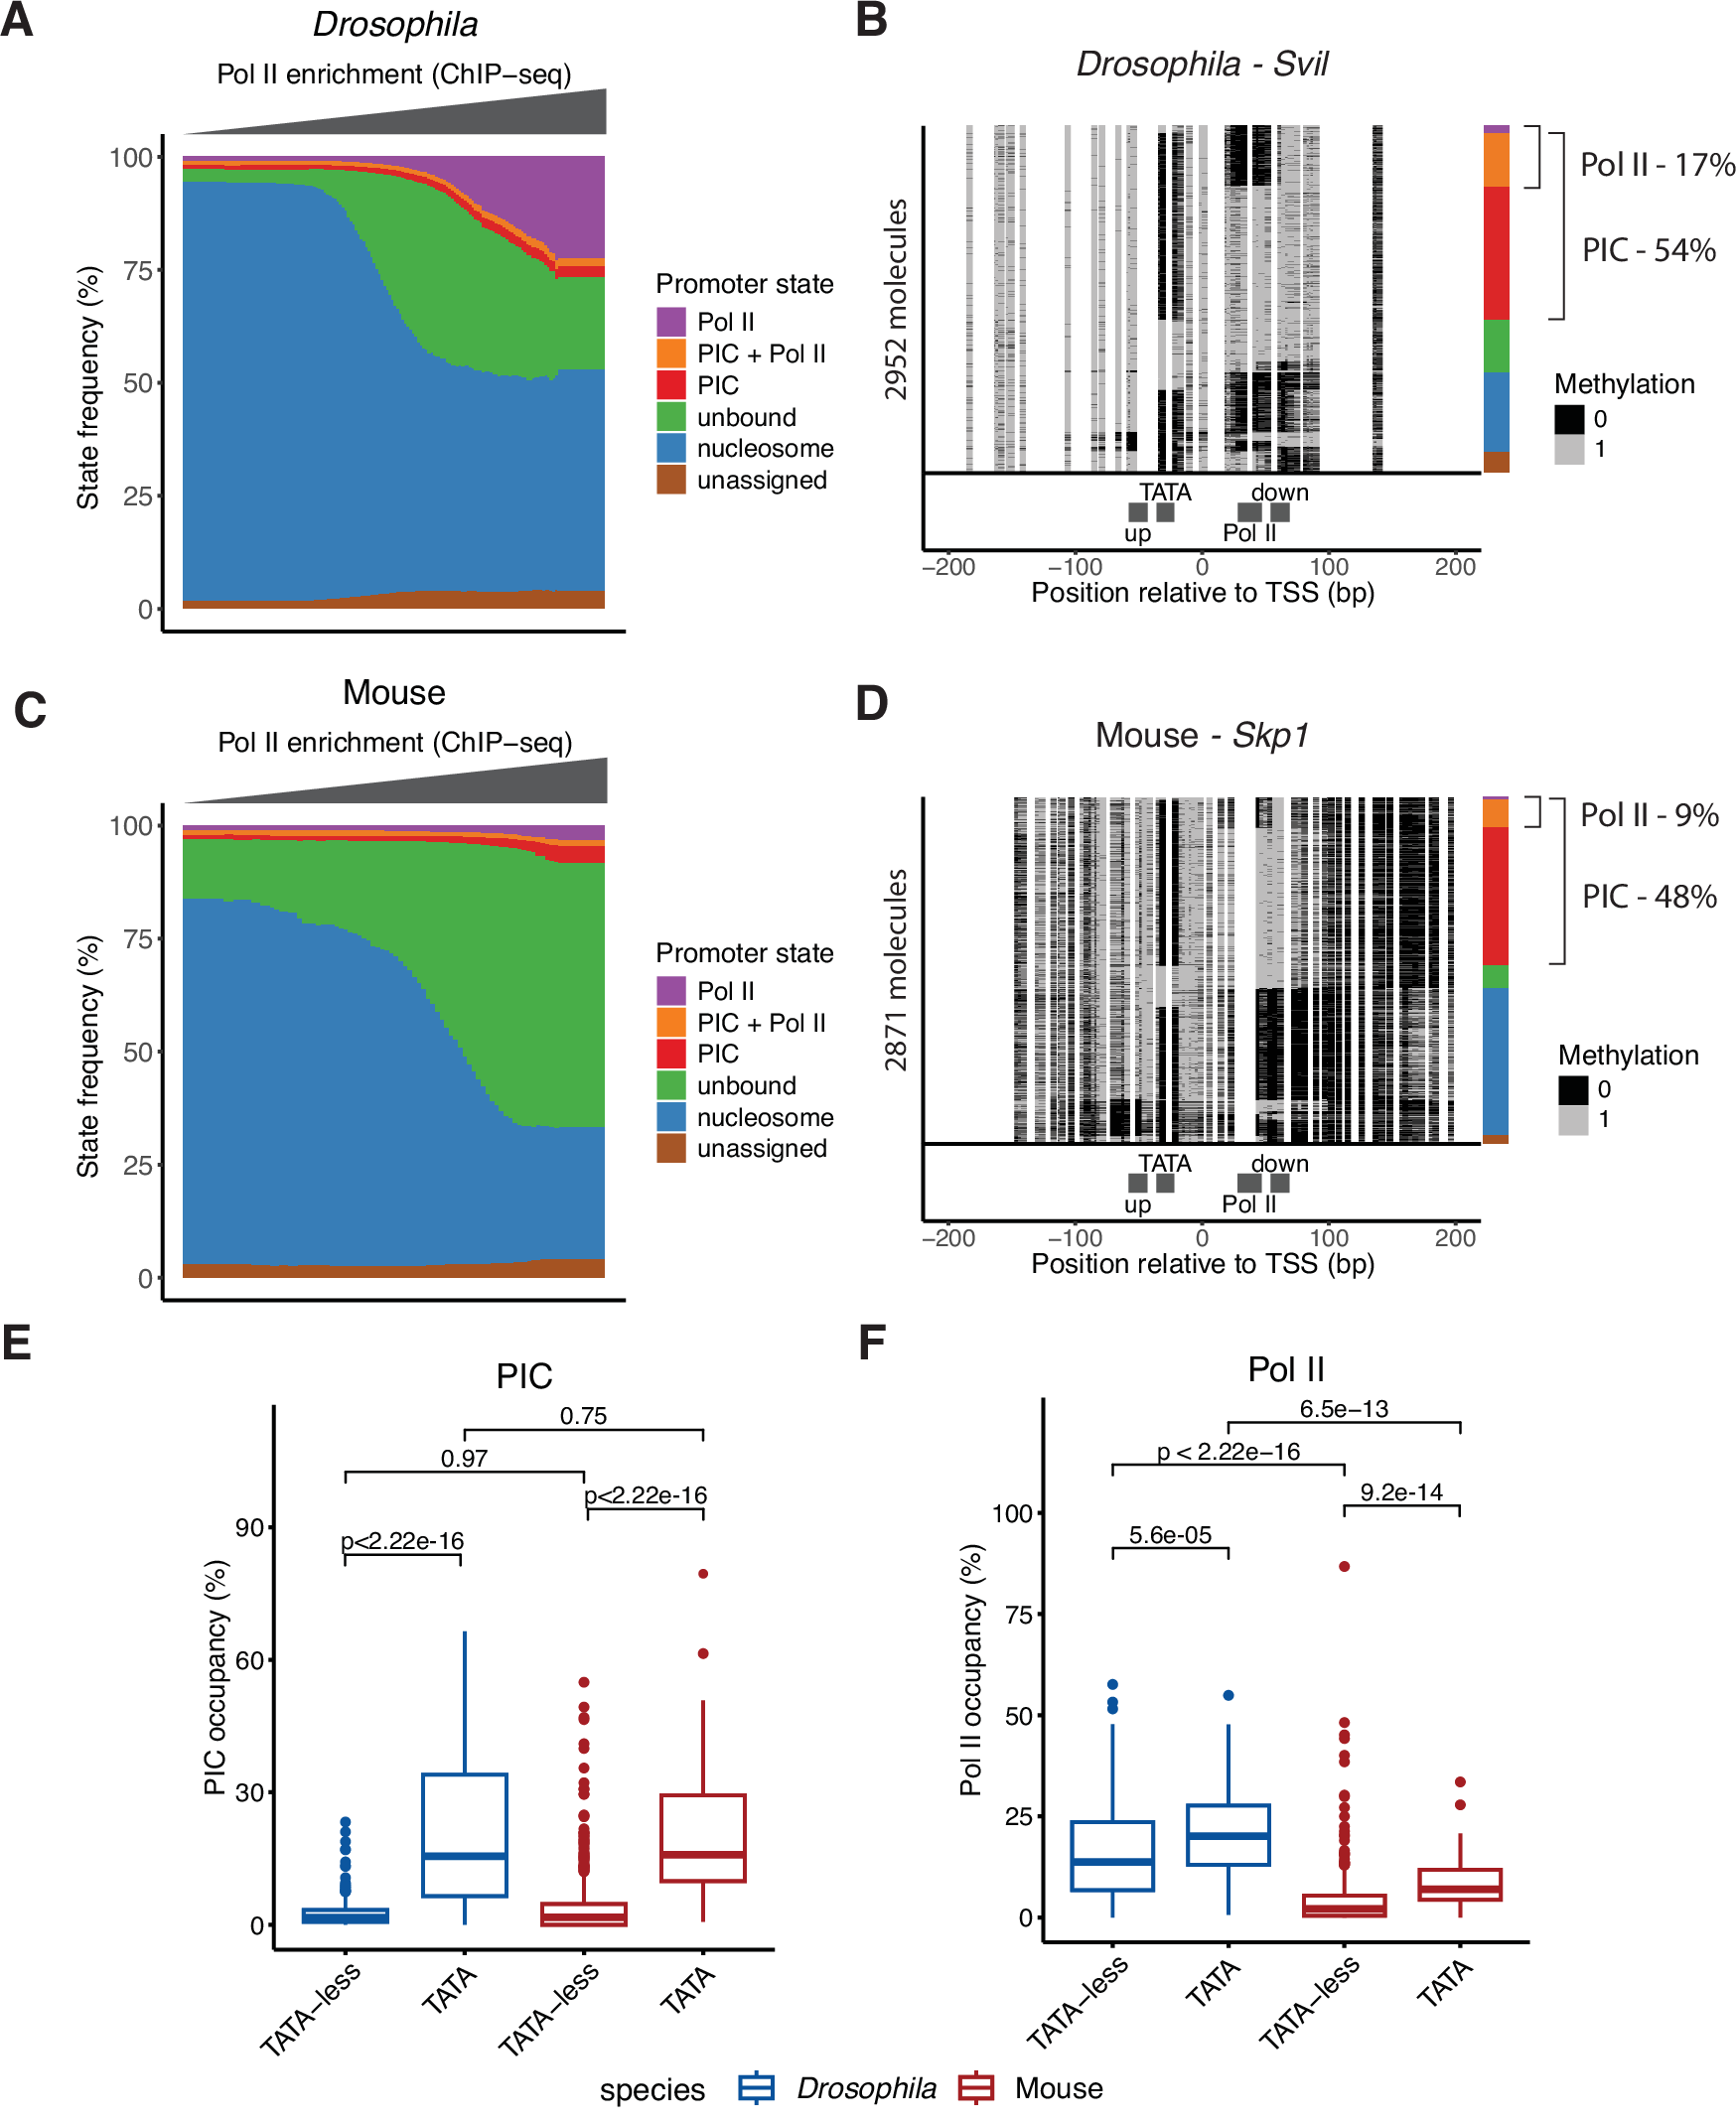 A
Drosophila
Pol II enrichment (ChIP−seq)
State frequency (%)
100
75
50
25
0
Promoter state
Pol II
PIC + Pol II
PIC
unbound
nucleosome
unassigned
B
Drosophila - Svil
2952 molecules
Pol II - 17%
PIC - 54%
Methylation
0
1
TATA
down
up
Pol II
−200
−100
0
100
200
Position relative to TSS (bp)
C
Mouse
Pol II enrichment (ChIP−seq)
State frequency (%)
100
75
50
25
0
Promoter state
Pol II
PIC + Pol II
PIC
unbound
nucleosome
unassigned
D
Mouse - Skp1
2871 molecules
Pol II - 9%
PIC - 48%
Methylation
0
1
TATA
down
up
Pol II
−200
−100
0
100
200
Position relative to TSS (bp)
E
PIC
PIC occupancy (%)
0.75
0.97
p<2.22e-16
p<2.22e-16
90
60
30
0
TATA−less
TATA
TATA−less
TATA
F
Pol II
Pol II occupancy (%)
6.5e−13
p < 2.22e−16
9.2e-14
5.6e-05
100
75
50
25
0
TATA−less
TATA
TATA−less
TATA
species
Drosophila
Mouse